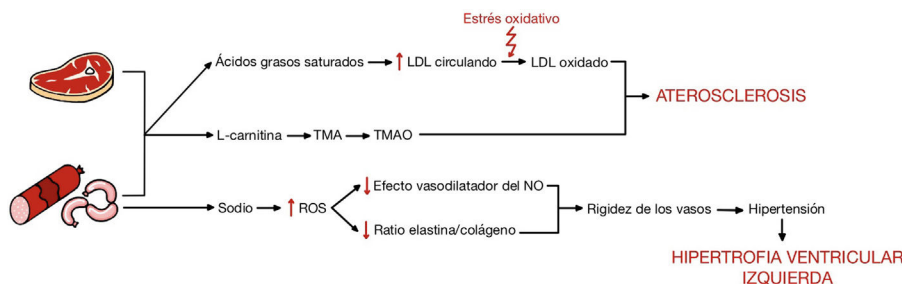 Estrés oxidativo
Ácidos grasos saturados
LDL circulando
LDL oxidado
ATEROSCLEROSIS
L-carnitina
TMA
TMAO
Efecto vasodilatador del NO
Sodio
ROS
Rigidez de los vasos
Hipertensión
Ratio elastina/colágeno
HIPERTROFIA VENTRICULAR
IZQUIERDA